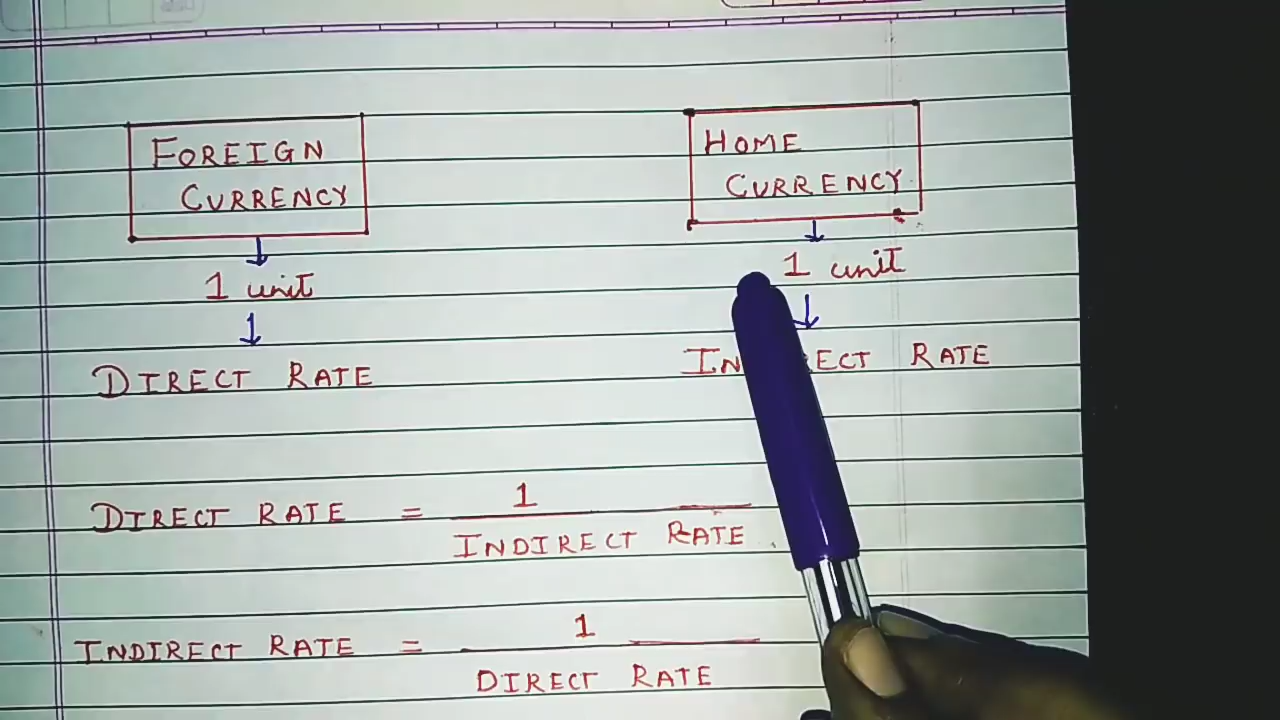 FOREIGN
CURRENCY
1 unit
DIRECT RATE
HOME
CURRENCY
1 unit
RATE
DIRECT RATE = 1
INDIRECT RATE
INDIRECT RATE = 1
DIRECT RATE